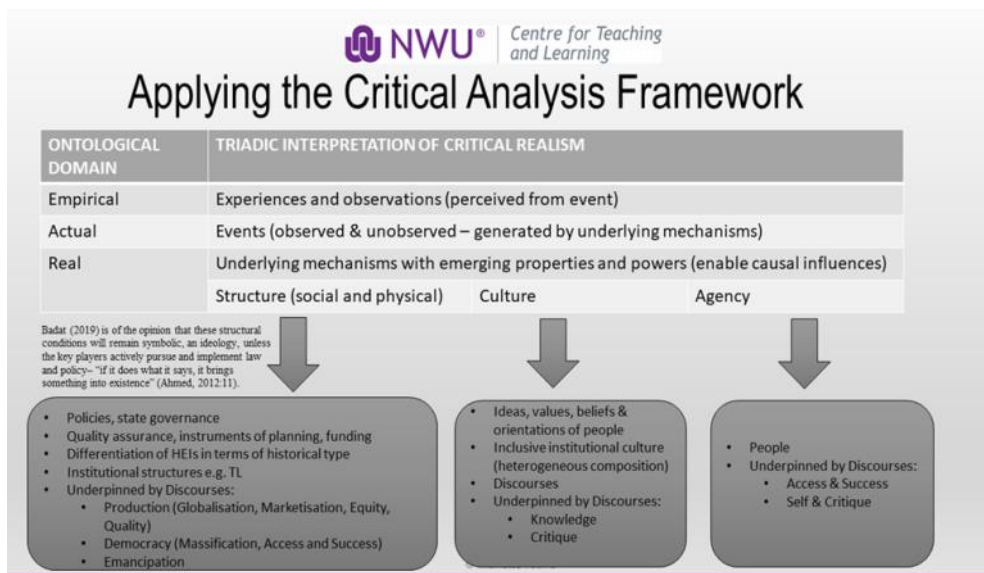 NWU®
Centre for Teaching
and Learning
Applying the Critical Analysis Framework
ONTOLOGICAL
DOMAIN
TRIADIC INTERPRETATION OF CRITICAL REALISM
Empirical
Experiences and observations (perceived from event)
Actual
Events (observed & unobserved – generated by underlying mechanisms)
Real
Underlying mechanisms with emerging properties and powers (enable causal influences)
Structure (social and physical)
Culture
Agency
Badat (2019) is of the opinion that these structural
conditions will remain symbolic, an ideology, unless
the key players actively pursue and implement law
and policy– "if it does what it says, it brings
something into existence" (Ahmed, 2012:11).
• Policies, state governance
• Quality assurance, instruments of planning, funding
• Differentiation of HEIs in terms of historical type
• Institutional structures e.g. TL
• Underpinned by Discourses:
• Production (Globalisation, Marketisation, Equity,
Quality)
• Democracy (Massification, Access and Success)
• Emancipation
• Ideas, values, beliefs &
orientations of people
• Inclusive institutional culture
(heterogeneous composition)
• Discourses
• Underpinned by Discourses:
• Knowledge
• Critique
• People
• Underpinned by Discourses:
• Access & Success
• Self & Critique